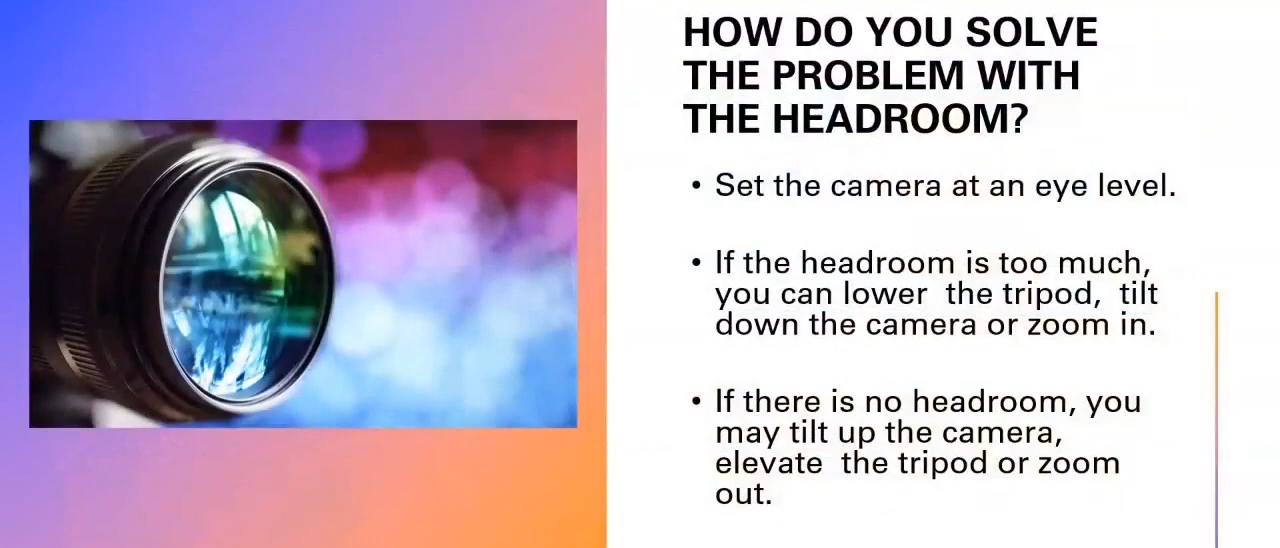 HOW DO YOU SOLVE
THE PROBLEM WITH
THE HEADROOM?
• Set the camera at an eye level.
• If the headroom is too much,
you can lower  the tripod,  tilt
down the camera or zoom in.
• If there is no headroom, you
may tilt up the camera,
elevate  the tripod or zoom
out.